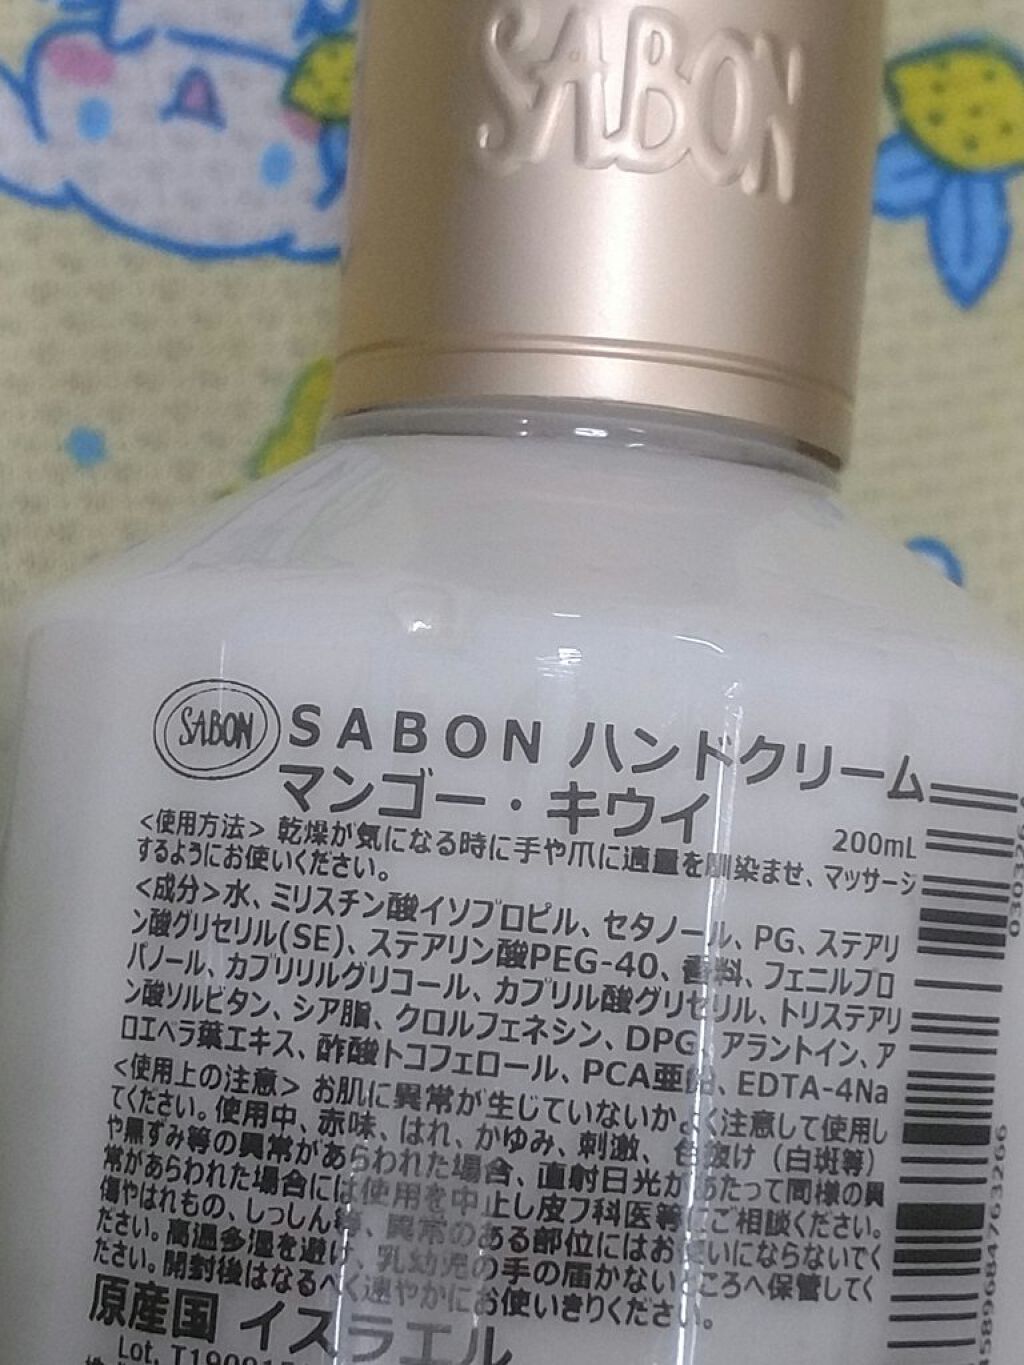 SABON
SABON
SABON ハンドクリーム
マンゴー・キウイ
200mL
<使用方法> 乾燥が気になる時に手や爪に適量を馴染ませ、マッサージ
するようにお使いください。
<成分>水、ミリスチン酸イソプロピル、セタノール、PG、ステアリ
ン酸グリセリル(SE)、ステアリン酸PEG-40、香料、フェニルプロ
パノール、カプリリルグリコール、カプリル酸グリセリル、トリステアリ
ン酸ソルビタン、シア脂、クロルフェネシン、DPG、アラントイン、ア
ロエベラ葉エキス、酢酸トコフェロール、PCA亜鉛、EDTA-4Na
<使用上の注意> お肌に異常が生じていないかよく注意して使用し
てください。使用中、赤味、はれ、かゆみ、刺激、色抜け（白斑等）
や黒ずみ等の異常があらわれた場合、直射日光があたって同様の異
常があらわれた場合には使用を中止し皮フ科医等にご相談ください。
傷やはれもの、しっしん等、異常のある部位にはお使いにならないでく
ださい。高温多湿を避け、乳幼児の手の届かないところへ保管してく
ださい。開封後はなるべく速やかにお使いきりください。
原産国 イスラエル
Lot.